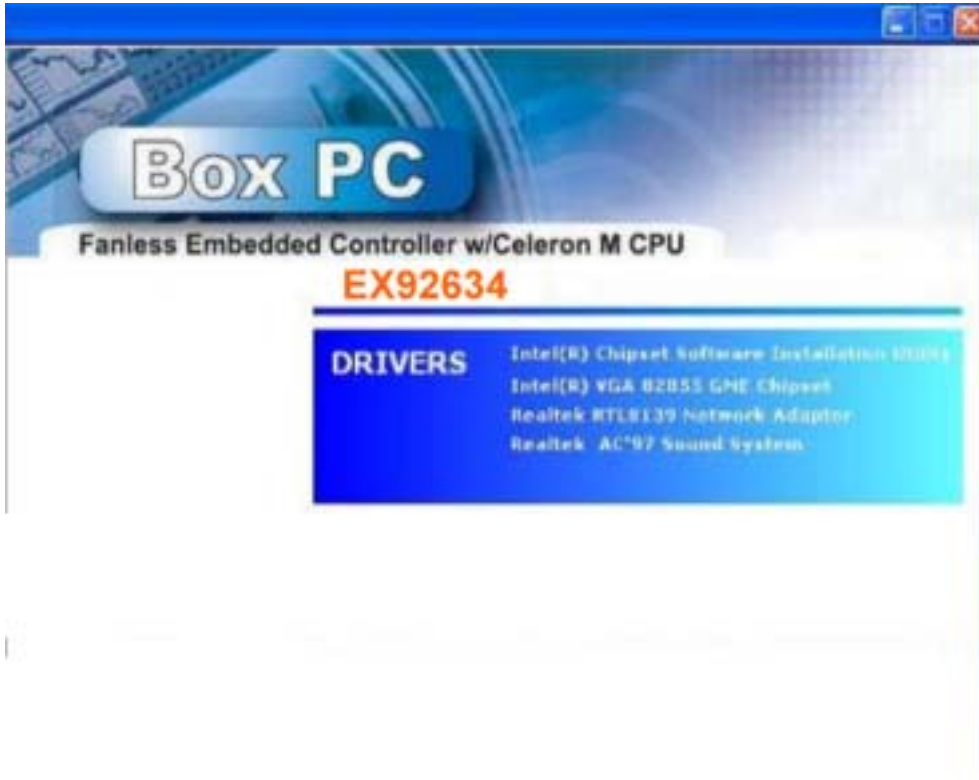 Box PC
Fanless Embedded Controller w/Celeron M CPU
EX92634
DRIVERS
Intel(R) Chipset Software Installation Utility
Intel(R) VGA 82855 GME Chipset
Realtek RTL8139 Network Adaptor
Realtek AC'97 Sound System